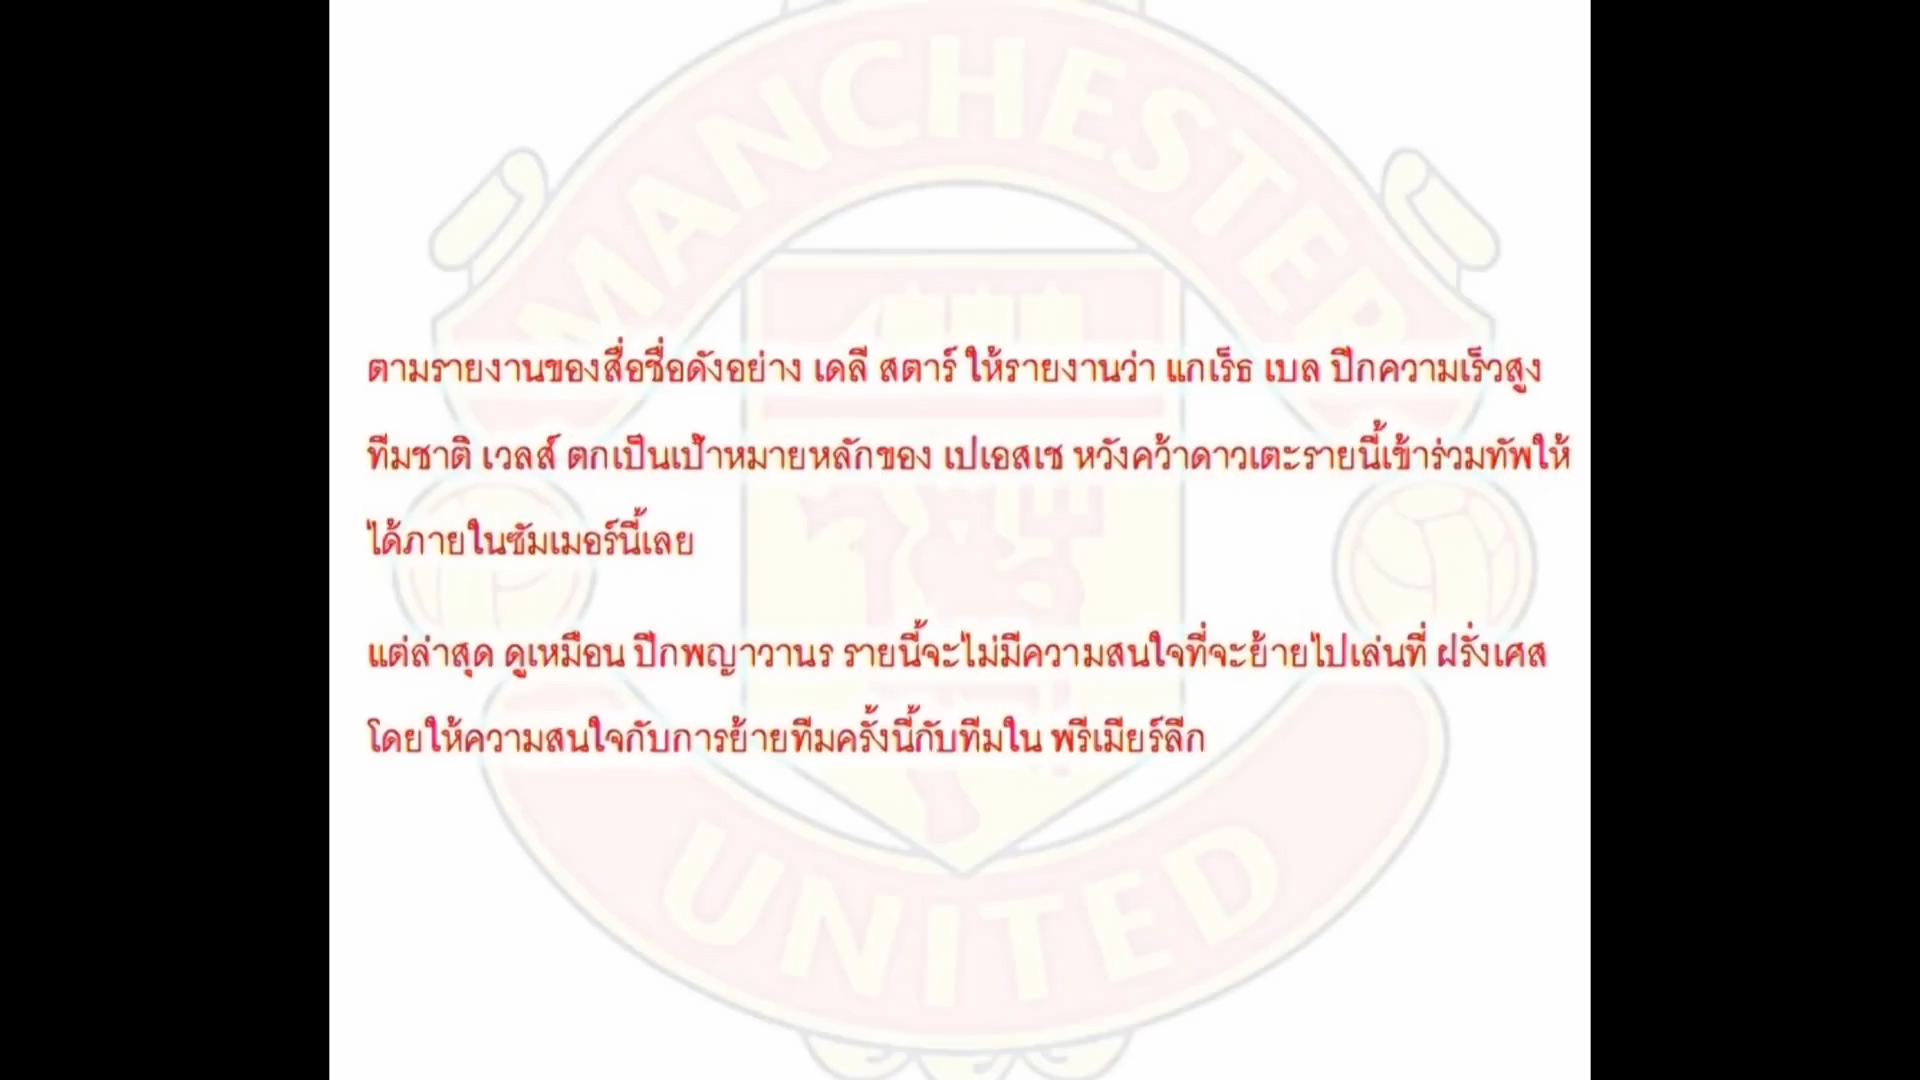 MANCHESTER
ตามรายงานของสื่อชื่อดังอย่าง เดลี สตาร์ ให้รายงานว่า แกเร็ธ เบล ปีกความเร็วสูง
ทีมชาติ เวลส์ ตกเป็นเป้าหมายหลักของ เปเอสเช หวังคว้าดาวเตะรายนี้เข้าร่วมทัพให้
ได้ภายในซัมเมอร์นี้เลย
แต่ล่าสุด ดูเหมือน ปีกพญาวานร รายนี้จะไม่มีความสนใจที่จะย้ายไปเล่นที่ ฝรั่งเศส
โดยให้ความสนใจกับการย้ายทีมครั้งนี้กับทีมใน พรีเมียร์ลีก
UNITED